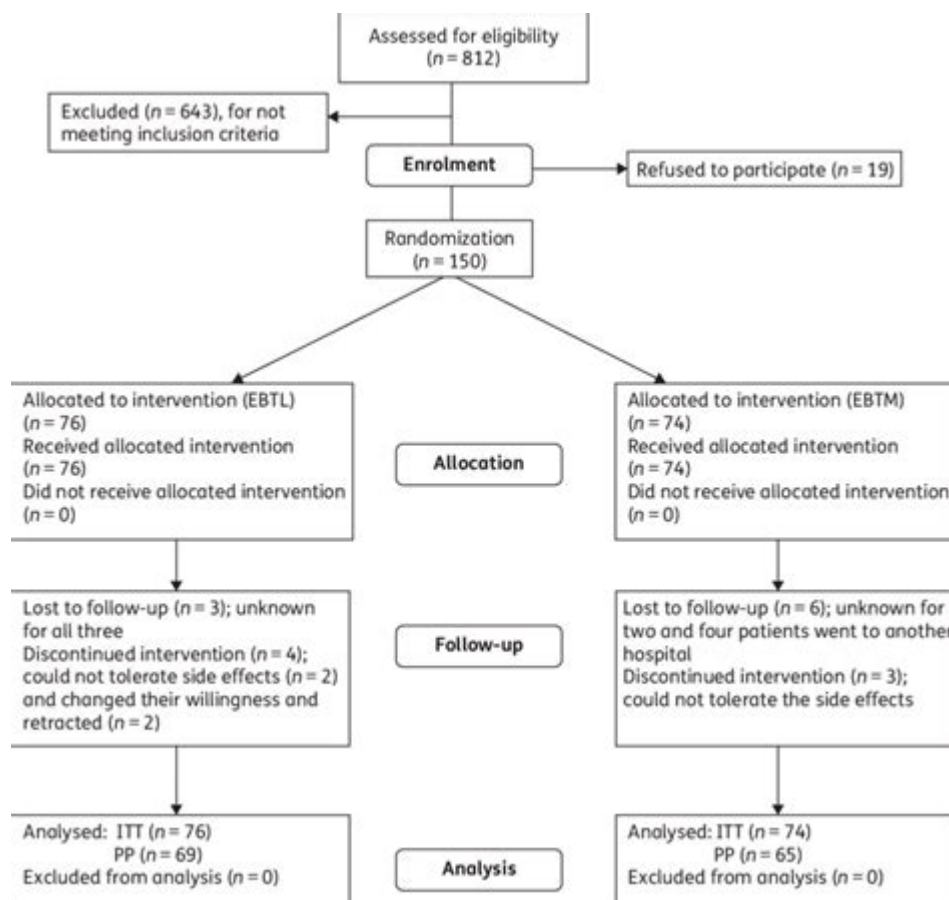 Assessed for eligibility
(n = 812)
Excluded (n = 643), for not
meeting inclusion criteria
Enrolment
Refused to participate (n = 19)
Randomization
(n = 150)
Allocated to intervention (EBTL)
(n = 76)
Received allocated intervention
(n = 76)
Did not receive allocated intervention
(n = 0)
Allocation
Allocated to intervention (EBTM)
(n = 74)
Received allocated intervention
(n = 74)
Did not receive allocated intervention
(n = 0)
Lost to follow-up (n = 3); unknown
for all three
Discontinued intervention (n = 4);
could not tolerate side effects (n = 2)
and changed their willingness and
retracted (n = 2)
Follow-up
Lost to follow-up (n = 6); unknown for
two and four patients went to another
hospital
Discontinued intervention (n = 3);
could not tolerate the side effects
Analysed: ITT (n = 76)
PP (n = 69)
Excluded from analysis (n = 0)
Analysis
Analysed: ITT (n = 74)
PP (n = 65)
Excluded from analysis (n = 0)